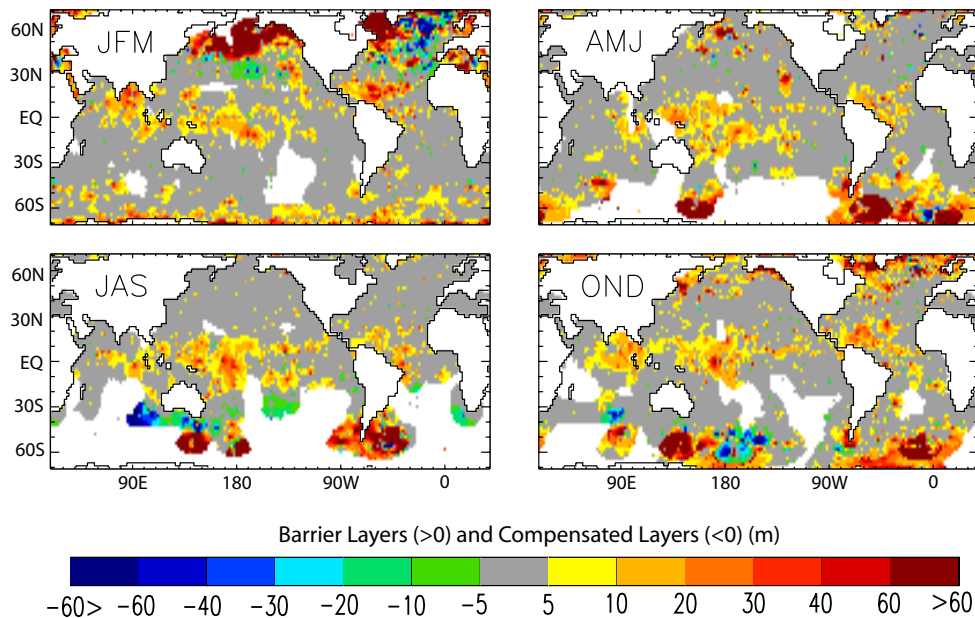 60N JFM AMJ
30N
EQ
30S
60S
60N JAS OND
30N
EQ
30S
60S
90E 180 90W 0 90E 180 90W 0
Barrier Layers (>0) and Compensated Layers (<0) (m)
-60> -60 -40 -30 -20 -10 -5 5 10 20 30 40 60 >60